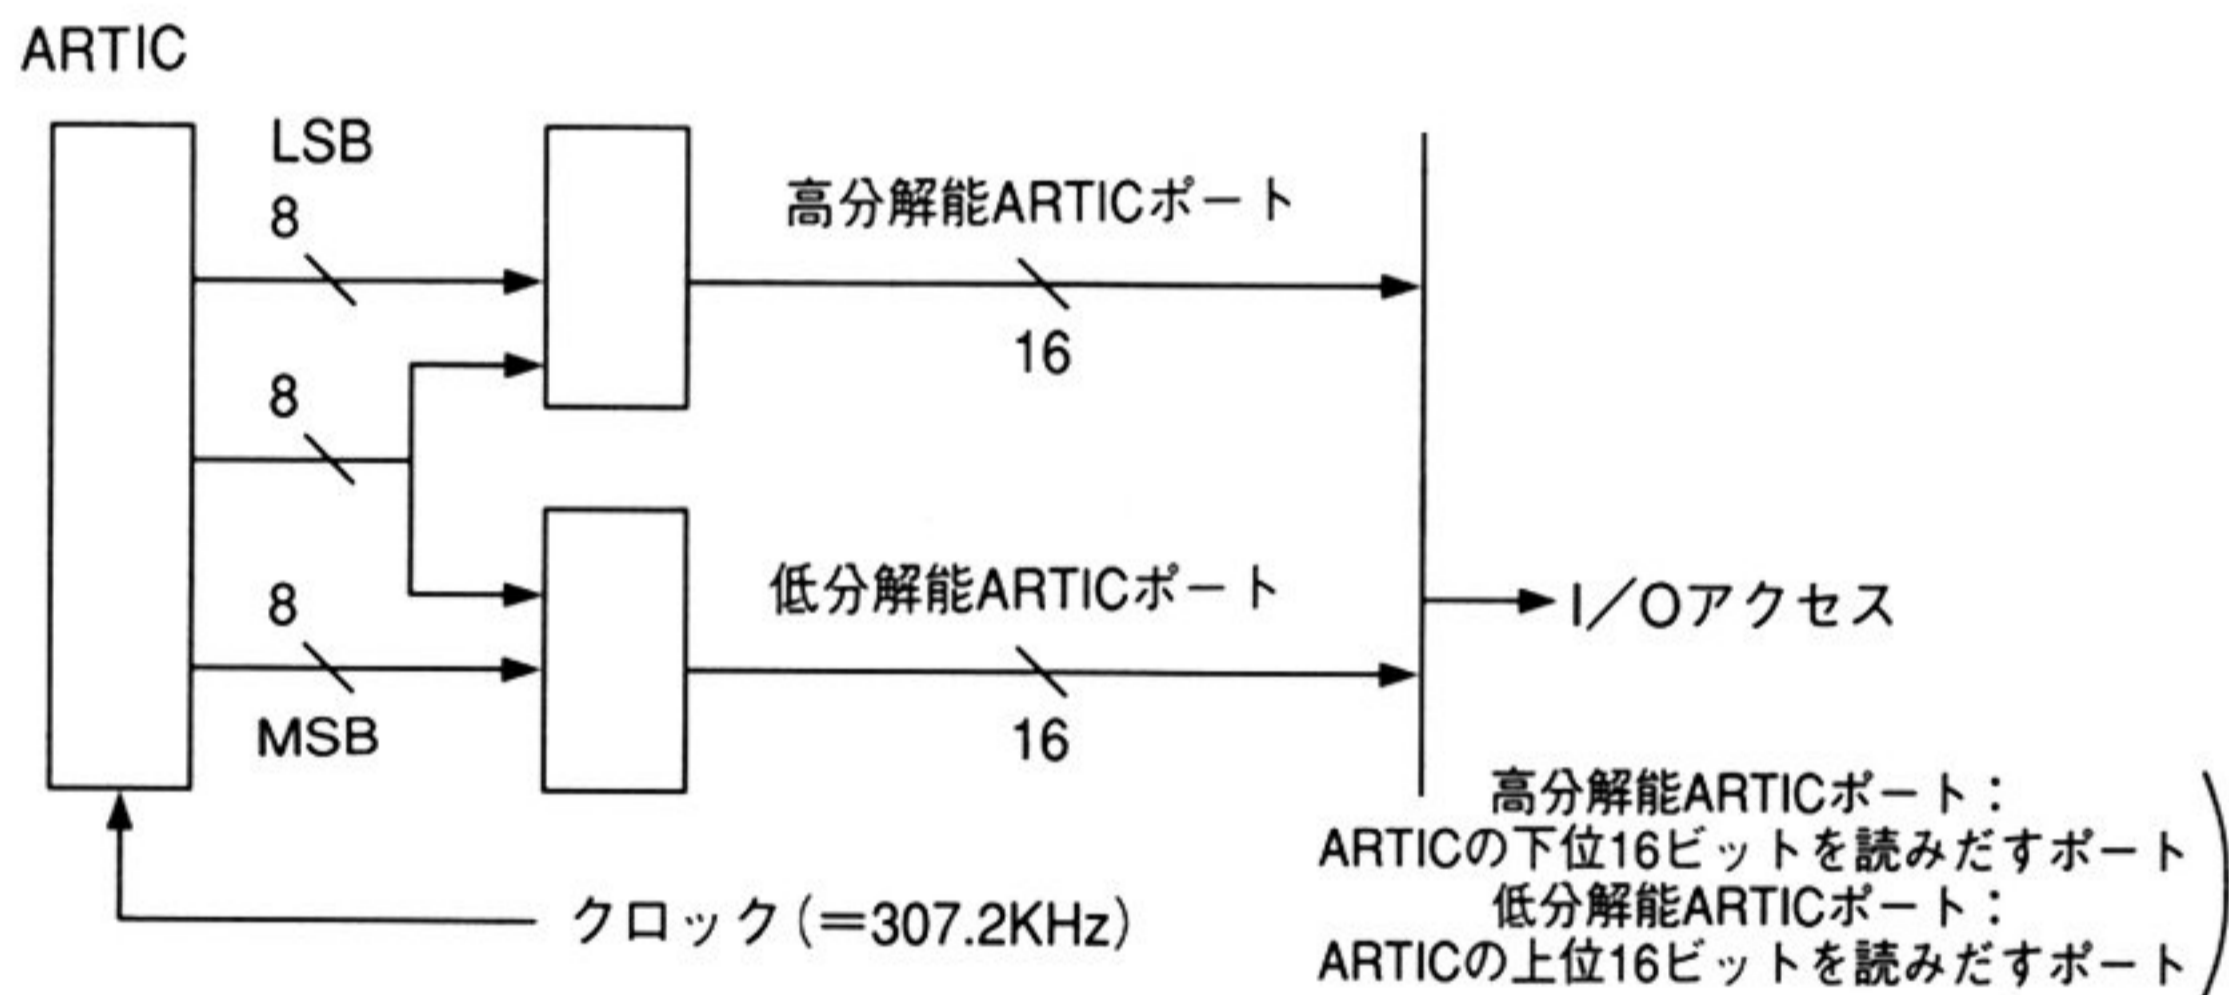 ARTIC
LSB
8
高分解能ARTICポート
16
8
8
低分解能ARTICポート
I/Oアクセス
MSB
16
高分解能ARTICポート：
ARTICの下位16ビットを読みだすポート
低分解能ARTICポート：
ARTICの上位16ビットを読みだすポート
クロック(=307.2KHz)